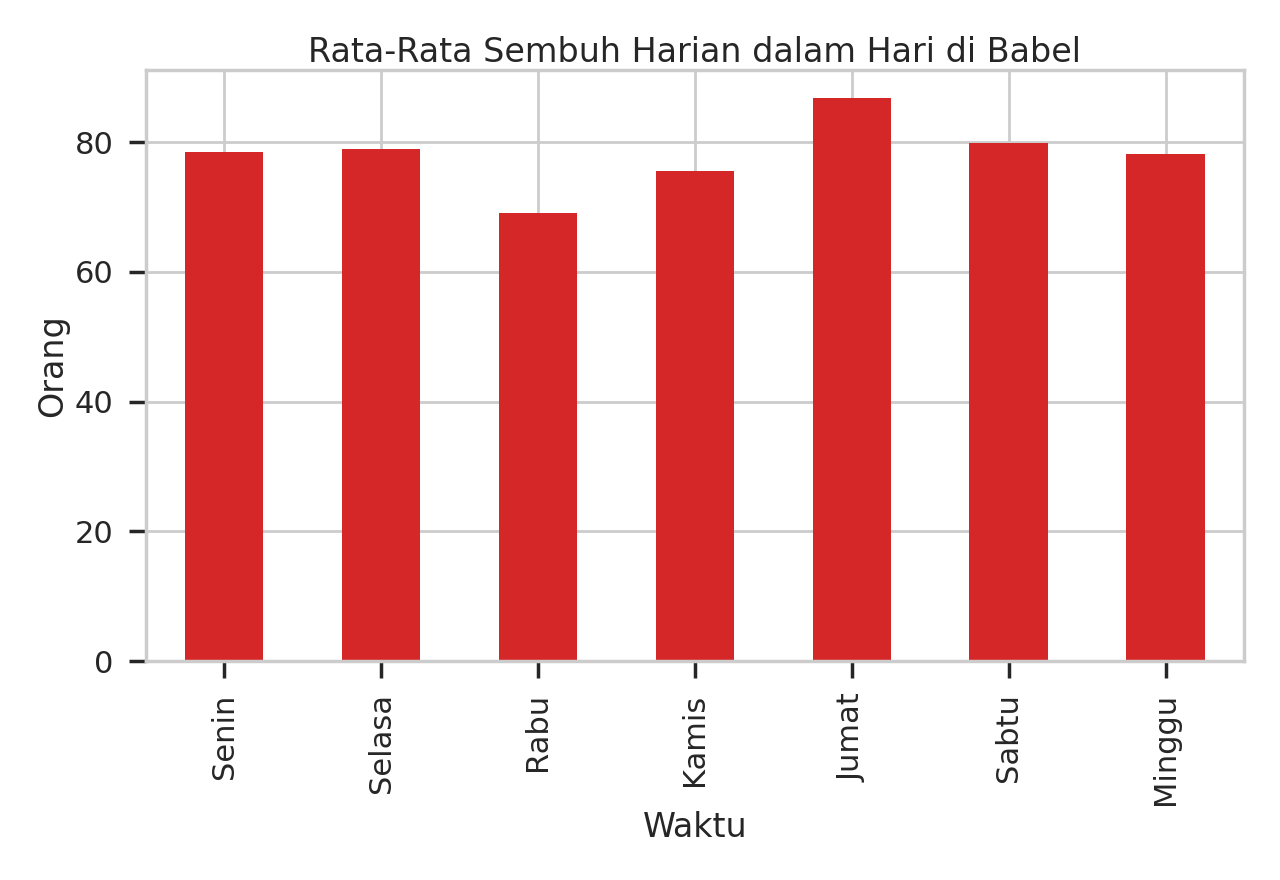 Rata-Rata Sembuh Harian dalam Hari di Babel
Orang
80
60
40
20
0
Senin
Selasa
Rabu
Kamis
Jumat
Sabtu
Minggu
Waktu